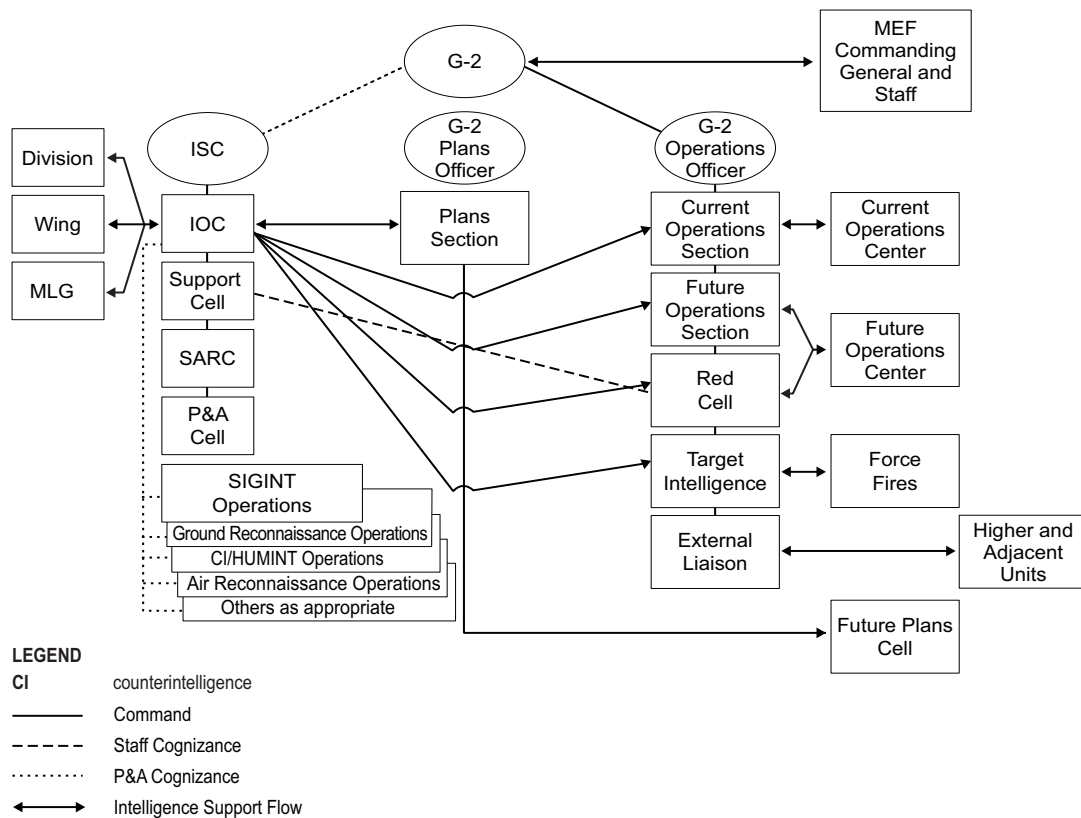 G-2
MEF
Commanding
General and
Staff
Division
ISC
G-2
Plans
Officer
G-2
Operations
Officer
Wing
IOC
Plans
Section
Current
Operations
Section
Current
Operations
Center
MLG
Support
Cell
Future
Operations
Section
Future
Operations
Center
SARC
Red
Cell
P&A
Cell
Target
Intelligence
Force
Fires
SIGINT
Operations
Ground Reconnaissance Operations
CI/HUMINT Operations
Air Reconnaissance Operations
Others as appropriate
External
Liaison
Higher and
Adjacent
Units
Future Plans
Cell
LEGEND
CI counterintelligence
Command
Staff Cognizance
P&A Cognizance
Intelligence Support Flow